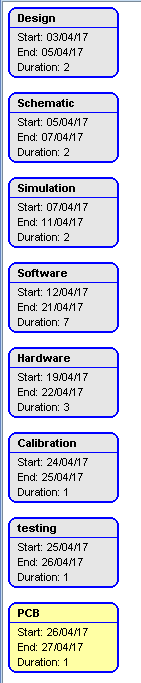 Design
Start: 03/04/17
End: 05/04/17
Duration: 2
Schematic
Start: 05/04/17
End: 07/04/17
Duration: 2
Simulation
Start: 07/04/17
End: 11/04/17
Duration: 2
Software
Start: 12/04/17
End: 21/04/17
Duration: 7
Hardware
Start: 19/04/17
End: 22/04/17
Duration: 3
Calibration
Start: 24/04/17
End: 25/04/17
Duration: 1
testing
Start: 25/04/17
End: 26/04/17
Duration: 1
PCB
Start: 26/04/17
End: 27/04/17
Duration: 1